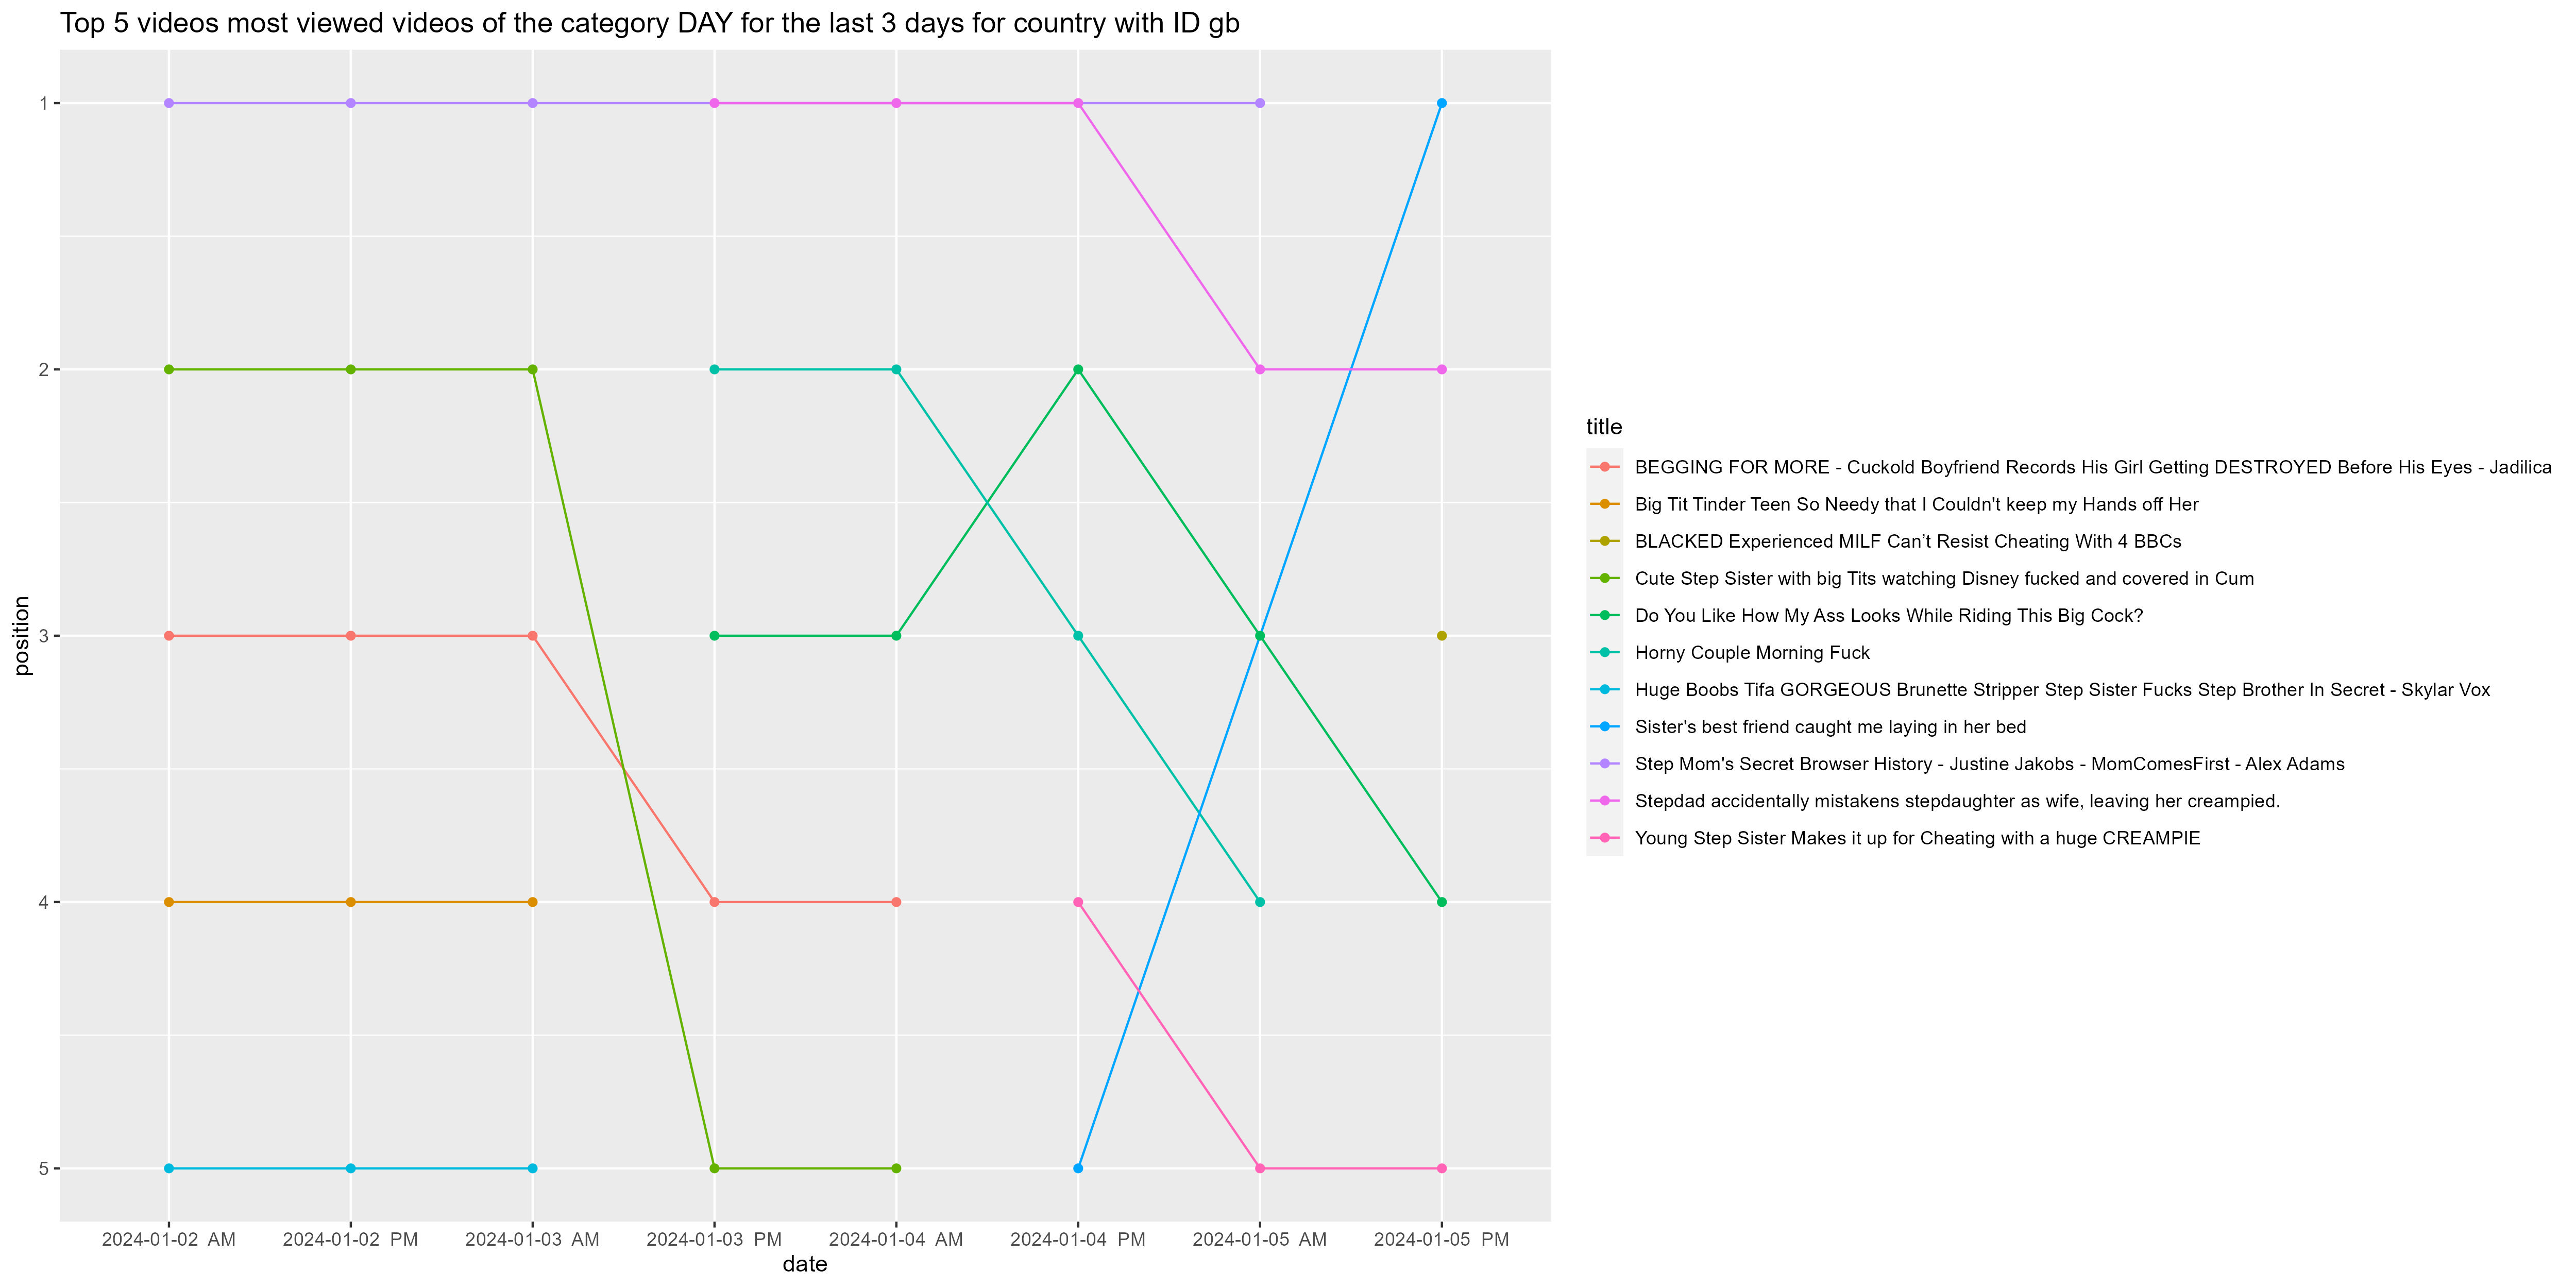 Top 5 videos most viewed videos of the category DAY for the last 3 days for country with ID gb
position
1
2
3
4
5
2024-01-02 AM
2024-01-02 PM
2024-01-03 AM
2024-01-03 PM
2024-01-04 AM
2024-01-04 PM
2024-01-05 AM
2024-01-05 PM
date
title
BEGGING FOR MORE - Cuckold Boyfriend Records His Girl Getting DESTROYED Before His Eyes - Jadilica
Big Tit Tinder Teen So Needy that I Couldn't keep my Hands off Her
BLACKED Experienced MILF Can’t Resist Cheating With 4 BBCs
Cute Step Sister with big Tits watching Disney fucked and covered in Cum
Do You Like How My Ass Looks While Riding This Big Cock?
Horny Couple Morning Fuck
Huge Boobs Tifa GORGEOUS Brunette Stripper Step Sister Fucks Step Brother In Secret - Skylar Vox
Sister's best friend caught me laying in her bed
Step Mom's Secret Browser History - Justine Jakobs - MomComesFirst - Alex Adams
Stepdad accidentally mistakens stepdaughter as wife, leaving her creampied.
Young Step Sister Makes it up for Cheating with a huge CREAMPIE